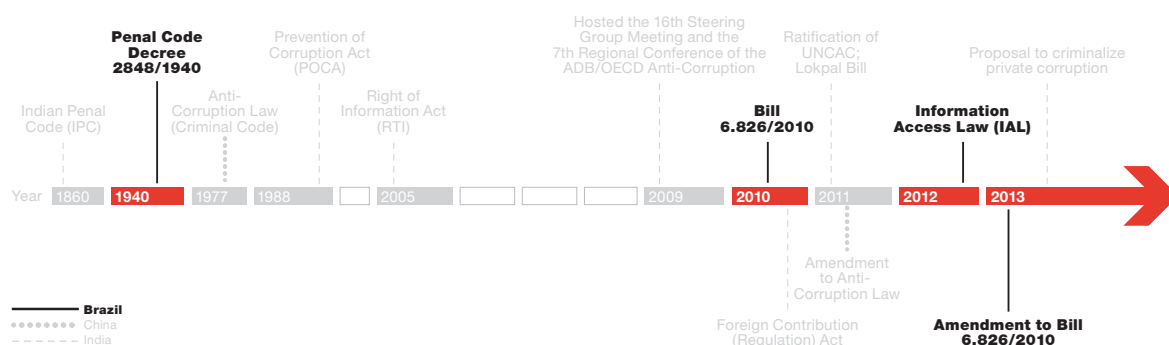 Penal Code
Decree
2848/1940
Prevention of
Corruption Act
(POCA)
Hosted the 16th Steering
Group Meeting and the
7th Regional Conference of the
ADB/OECD Anti-Corruption
Ratification of
UNCAC;
Lokpal Bill
Proposal to criminalize
private corruption
Indian Penal
Code (IPC)
Anti-
Corruption Law
(Criminal Code)
Right of
Information Act
(RTI)
Bill
6.826/2010
Information
Access Law (IAL)
Year
1860
1940
1977
1988
2005
2009
2010
2011
2012
2013
Amendment
to Anti-
Corruption Law
Foreign Contribution
(Regulation) Act
Amendment to Bill
6.826/2010
Brazil
China
India